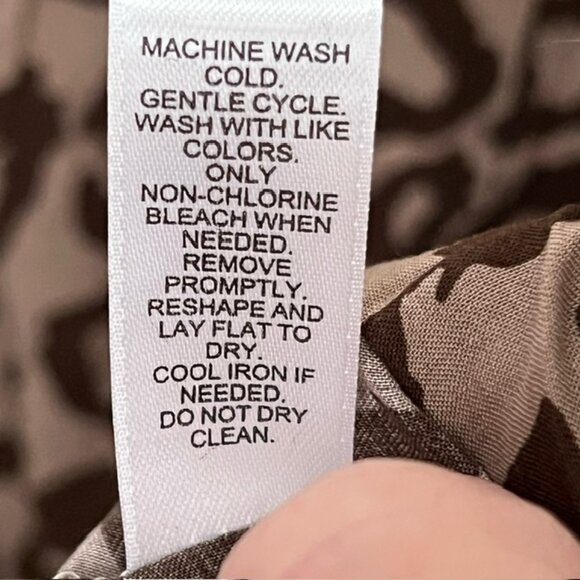 MACHINE WASH
COLD.
GENTLE CYCLE.
WASH WITH LIKE
COLORS.
ONLY
NON-CHLORINE
BLEACH WHEN
NEEDED.
REMOVE
PROMPTLY.
RESHAPE AND
LAY FLAT TO
DRY.
COOL IRON IF
NEEDED.
DO NOT DRY
CLEAN.